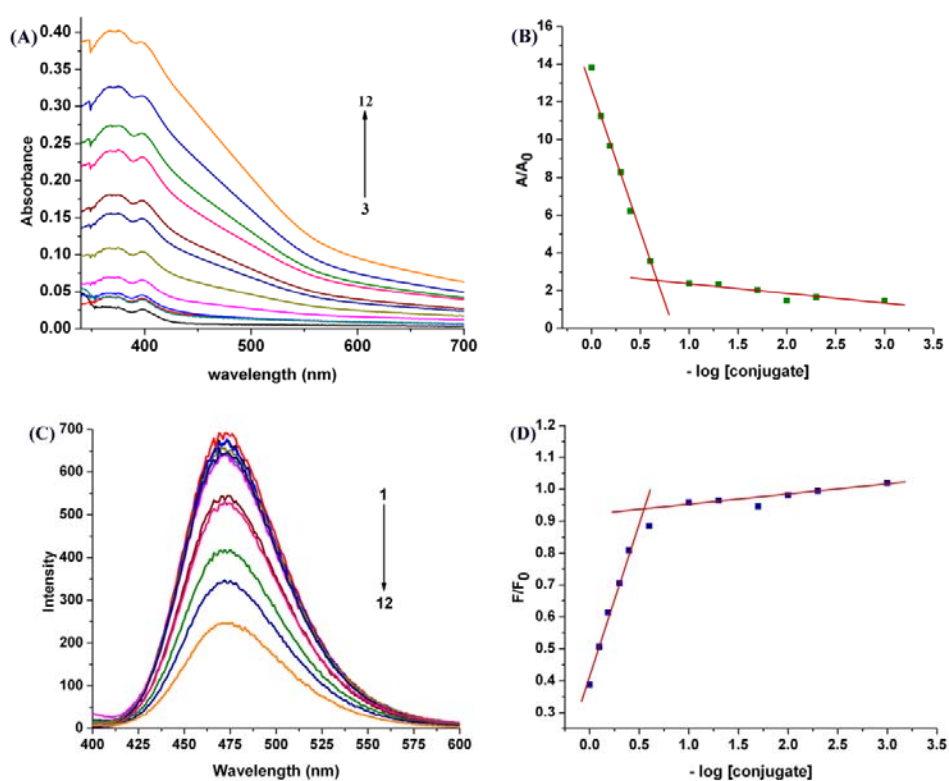 (A)
0.40
0.35
0.30
0.25
0.20
0.15
0.10
0.05
0.00
Absorbance
12
3
400
500
600
700
wavelength (nm)
(B)
16
14
12
10
8
6
4
2
0
A/A0
0.0 0.5 1.0 1.5 2.0 2.5 3.0 3.5
- log [conjugate]
(C)
700
600
500
400
300
200
100
0
Intensity
1
12
400 425 450 475 500 525 550 575 600
Wavelength (nm)
(D)
1.2
1.1
1.0
0.9
0.8
0.7
0.6
0.5
0.4
0.3
F/F0
0.0 0.5 1.0 1.5 2.0 2.5 3.0 3.5
- log [conjugate]